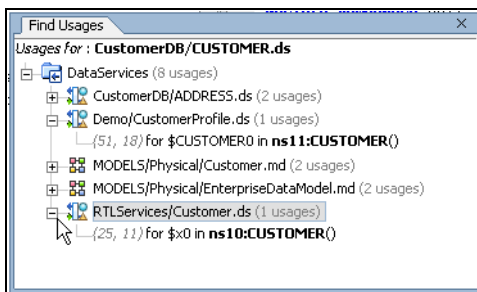 Find Usages
Usages for : CustomerDB/CUSTOMER.ds
DataServices (8 usages)
CustomerDB/ADDRESS.ds (2 usages)
Demo/CustomerProfile.ds (1 usages)
(51, 18) for $CUSTOMER0 in ns11:CUSTOMER()
MODELS/Physical/Customer.md (2 usages)
MODELS/Physical/EnterpriseDataModel.md (2 usages)
RTLServices/Customer.ds (1 usages)
(25, 11) for $x0 in ns10:CUSTOMER()